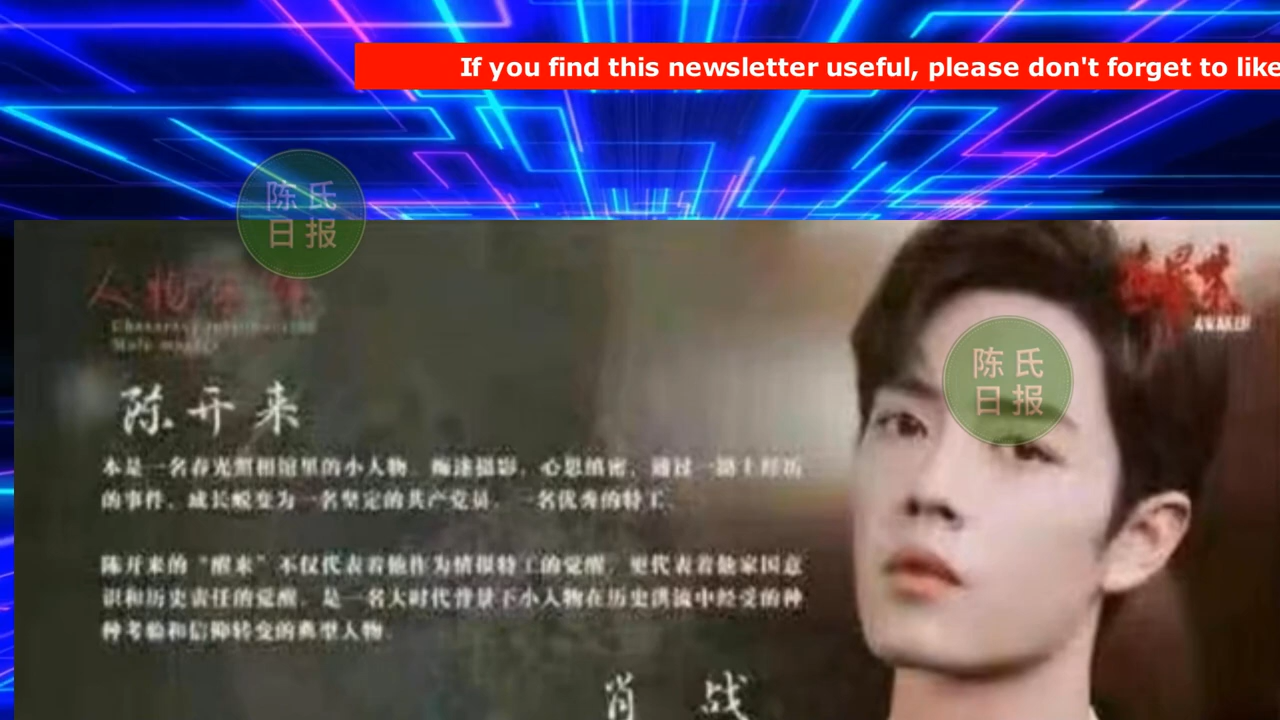 If you find this newsletter useful, please don't forget to like
陈氏
日报
人物
陈氏
日报
AWAKEN
陈开来
本是一名春光照相馆里的小人物，痴迷摄影，心思缜密，通过一路上经历
的事件，成长蜕变为一名坚定的共产党员，一名优秀的特工。
陈开来的“醒来”不仅代表着他作为情报特工的觉醒，更代表着他家国意
识和历史责任的觉醒，是一名大时代背景下小人物在历史洪流中经受的种
种考验和信仰转变的典型人物。
肖战